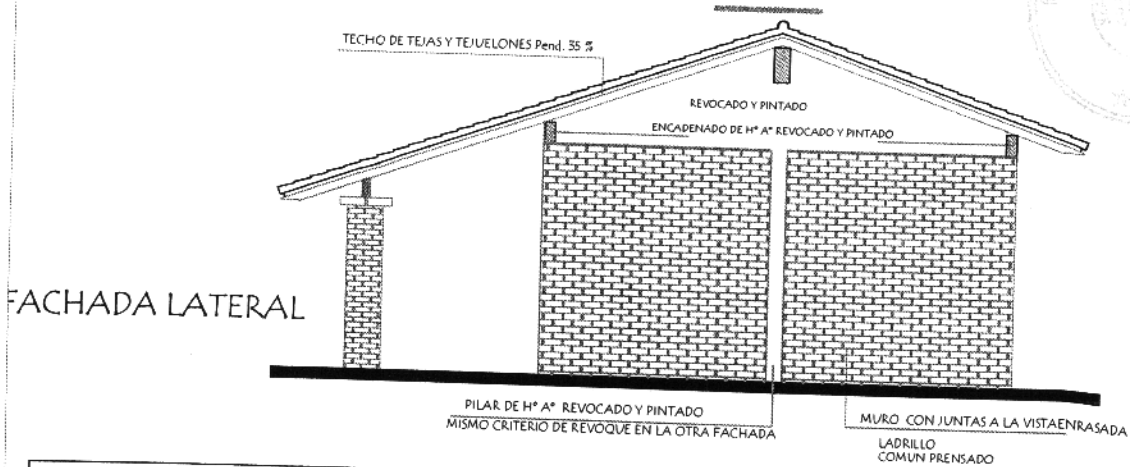 TECHO DE TEJAS Y TEJUELONES Pend. 35 %
REVOCADO Y PINTADO
ENCADENADO DE Hº Aº REVOCADO Y PINTADO
FACHADA LATERAL
PILAR DE Hº Aº REVOCADO Y PINTADO
MISMO CRITERIO DE REVOQUE EN LA OTRA FACHADA
MURO CON JUNTAS A LA VISTAENRASADA
LADRILLO
COMUN PRENSADO